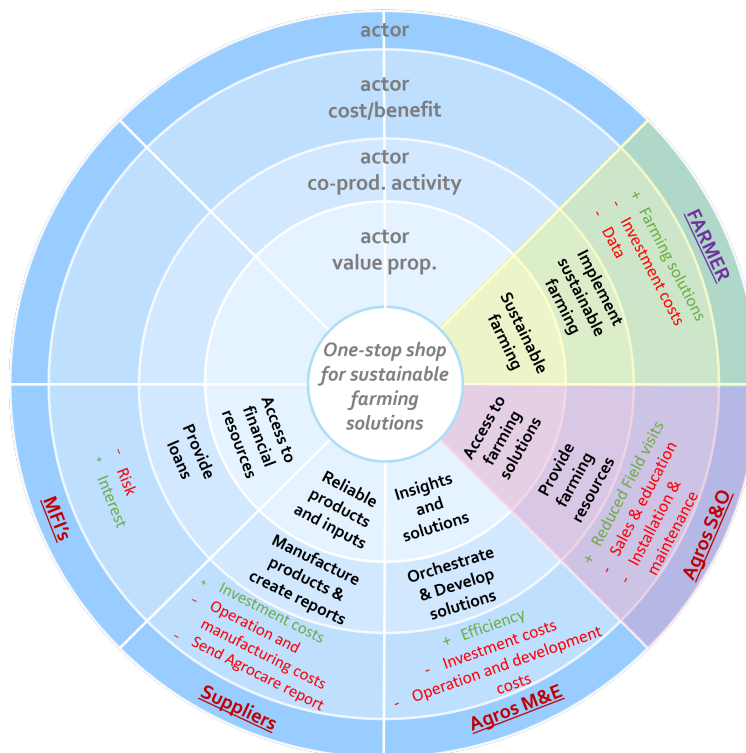 actor
actor
cost/benefit
actor
co-prod. activity
actor
value prop.
One-stop shop
for sustainable
farming
solutions
FARMER
+ Farming solutions
- Investment costs
- Data
Implement
sustainable
farming
Sustainable
farming
Agros S&O
+ Reduced Field visits
- Sales & education
- Installation &
maintenance
Provide
farming
resources
Access to
farming
solutions
Insights
and
solutions
Orchestrate
& Develop
solutions
+ Efficiency
- Investment costs
- Operation and development
costs
Agros M&E
Reliable
products
and inputs
Manufacture
products &
create reports
+ Investment costs
- Operation and
manufacturing costs
- Send Agrocare report
Suppliers
Access to
financial
resources
Provide
loans
- Risk
+ Interest
MFI's